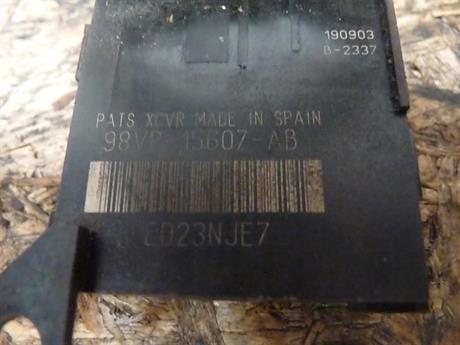 190903
B-2337
PATS XCVR MADE IN SPAIN
98VP 15607-AB
ED23NJE7